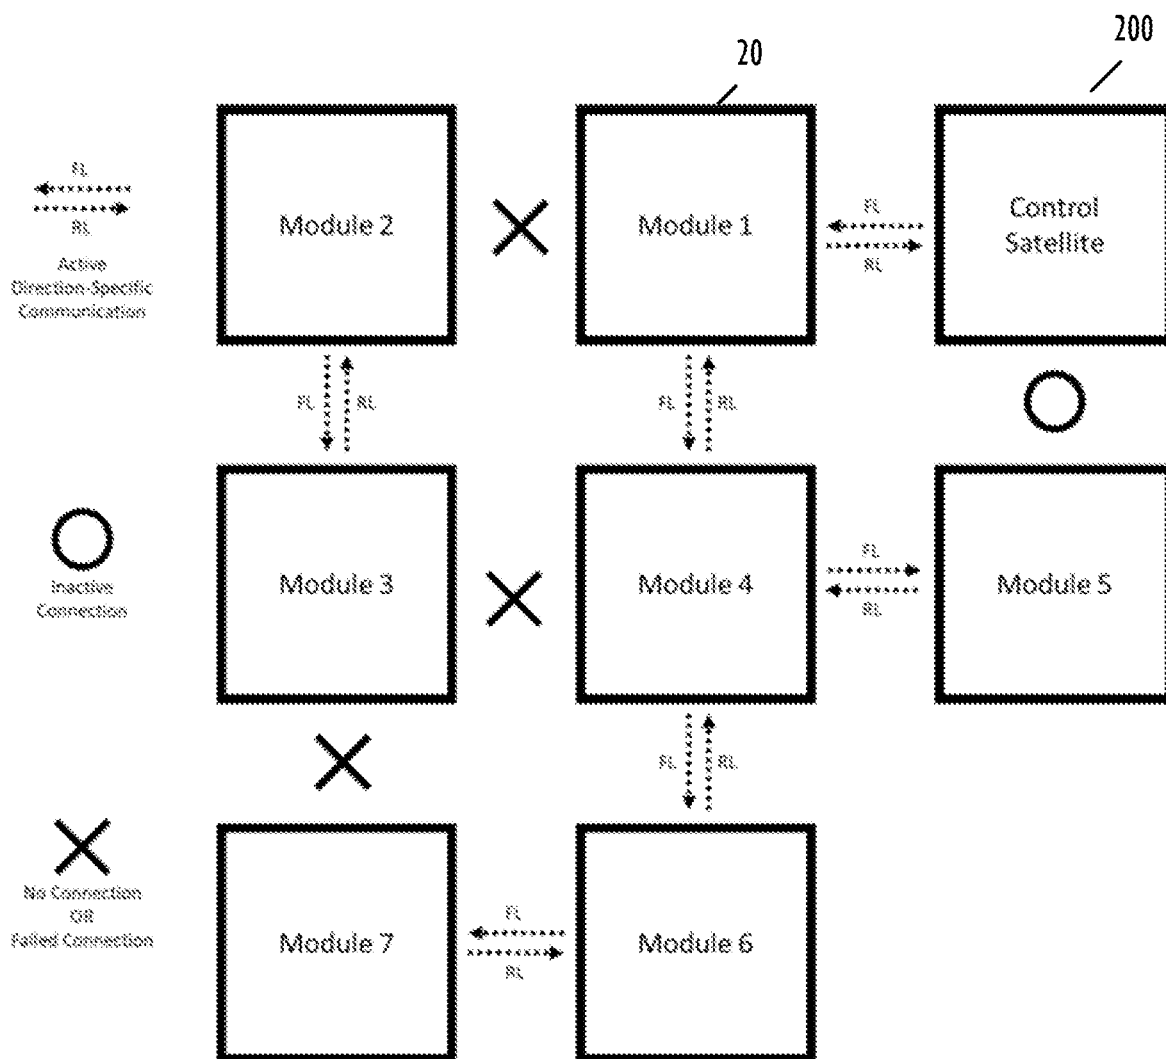 20
200
FL
RL
Active
Direction-Specific
Communication
Module 2
Module 1
FL
RL
Control
Satellite
FL
RL
FL
RL
Inactive
Connection
Module 3
Module 4
FL
RL
Module 5
FL
RL
No Connection
OR
Failed Connection
Module 7
FL
RL
Module 6